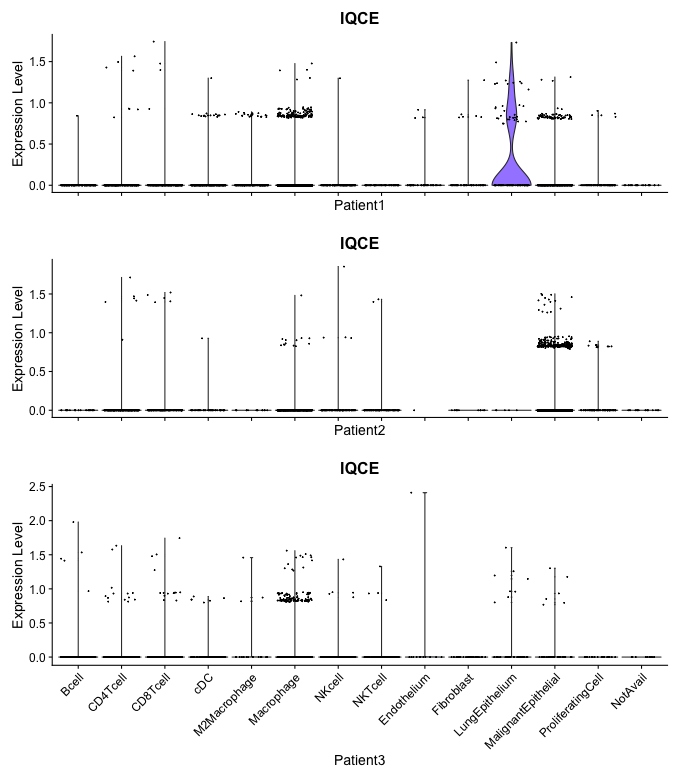 IQCE
Expression Level
1.5
1.0
0.5
0.0
Patient1
IQCE
Expression Level
1.5
1.0
0.5
0.0
Patient2
IQCE
Expression Level
2.5
2.0
1.5
1.0
0.5
0.0
Bcell
CD4Tcell
CD8Tcell
cDC
M2Macrophage
Macrophage
NKcell
NKTcell
Endothelium
Fibroblast
LungEpithelium
MalignantEpithelial
ProliferatingCell
NotAvail
Patient3